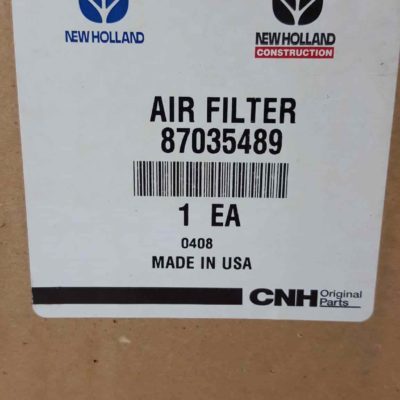 NEW HOLLAND
NEW HOLLAND
CONSTRUCTION
AIR FILTER
87035489
1 EA
0408
MADE IN USA
CNH Original
Parts